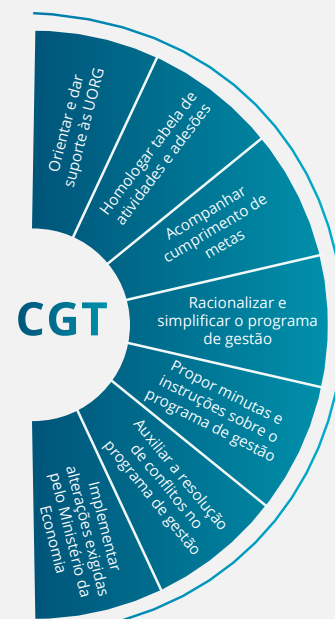 Orientar e dar
suporte às UORG
Homologar tabela de
atividades e adesões
Acompanhar
cumprimento de
metas
CGT
Racionalizar e
simplificar o programa
de gestão
Propor minutas e
instruções sobre o
programa de gestão
Auxiliar a resolução
de conflitos no
programa de gestão
Implementar
alterações exigidas
pelo Ministério da
Economia